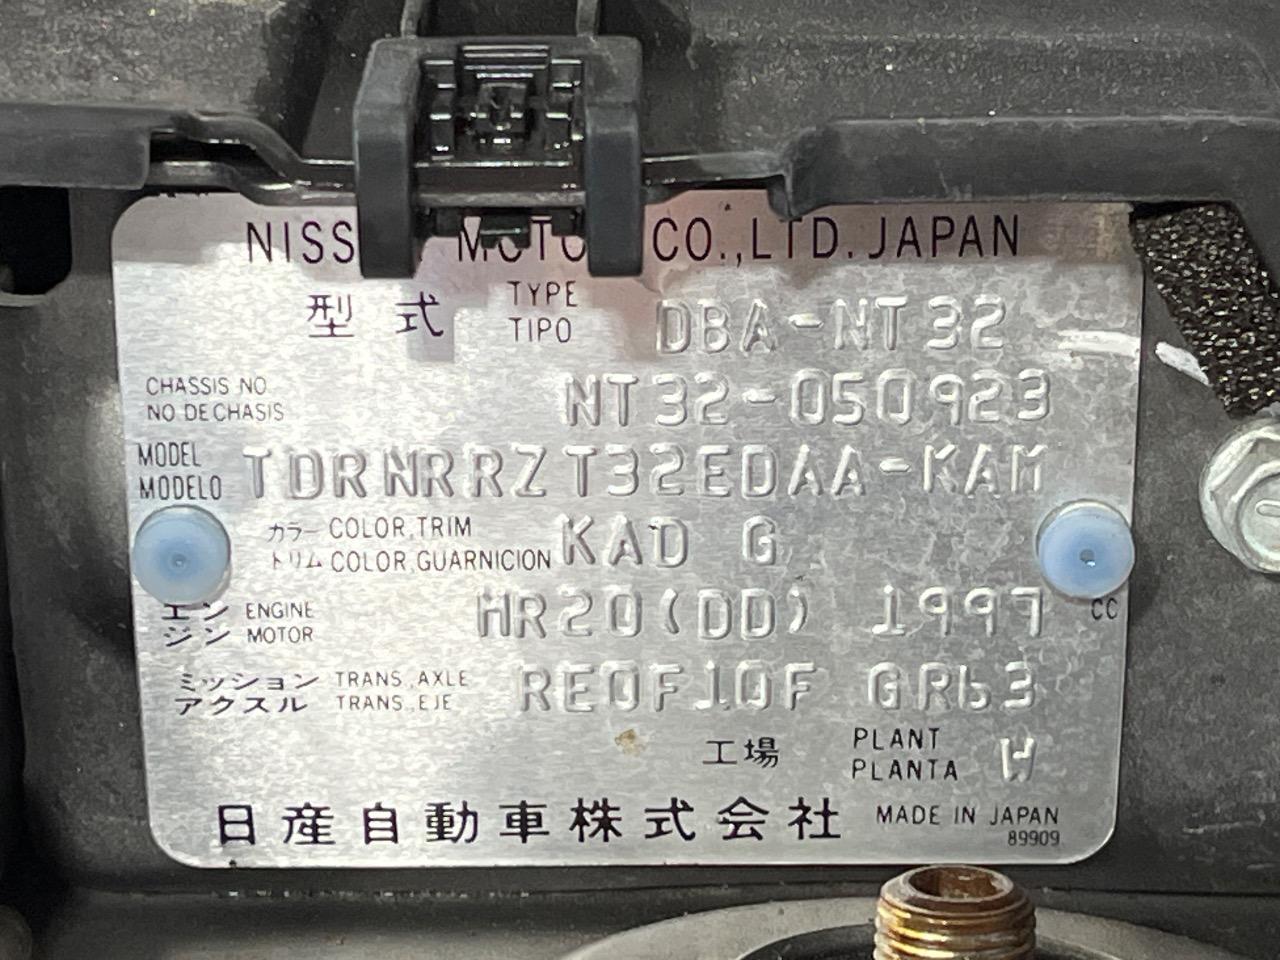 NISS MOTO CO.,LTD.JAPAN
型式 TYPE TIPO DBA-NT32
CHASSIS NO. NO DE CHASIS NT32-050923
MODEL MODELO TDRNRRZ T32EDAA-KAM
カラー COLOR,TRIM トリム COLOR,GUARNICION KAD G
エンジン ENGINE MOTOR MR20(DD) 1997 CC
ミッション TRANS.,AXLE アクスル TRANS.,EJE RE0F10F GR63
工場 PLANT PLANTA W
日産自動車株式会社 MADE IN JAPAN
89909